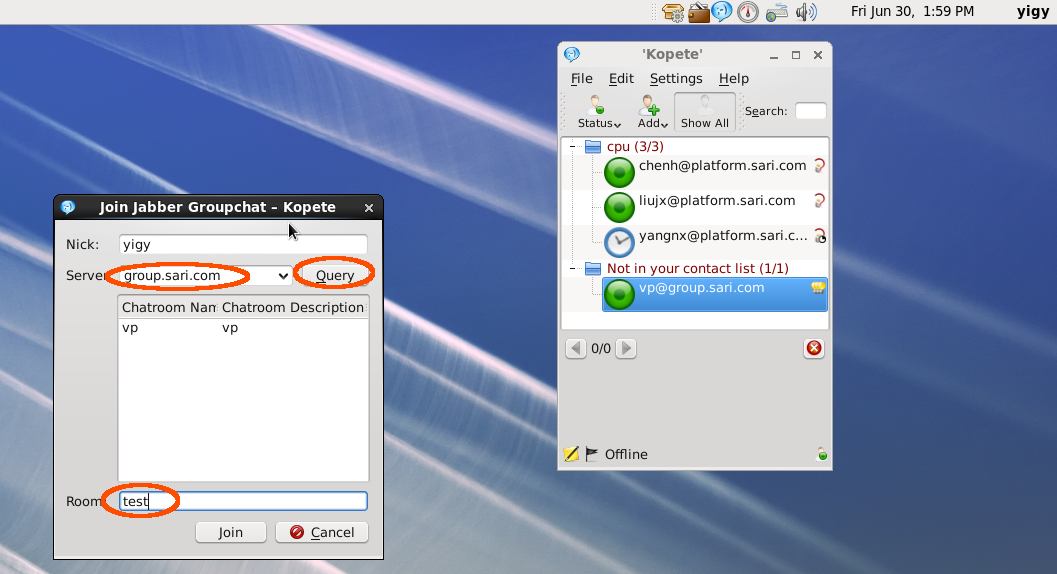 Fri Jun 30, 1:59 PM
yigy
'Kopete'
File Edit Settings Help
Status Add Show All Search:
cpu (3/3)
chenh@platform.sari.com
liujx@platform.sari.com
yangnx@platform.sari.c...
Not in your contact list (1/1)
vp@group.sari.com
0/0
Offline
Join Jabber Groupchat – Kopete
Nick: yigy
Server group.sari.com Query
Chatroom Nan Chatroom Description
vp vp
Room test
Join Cancel